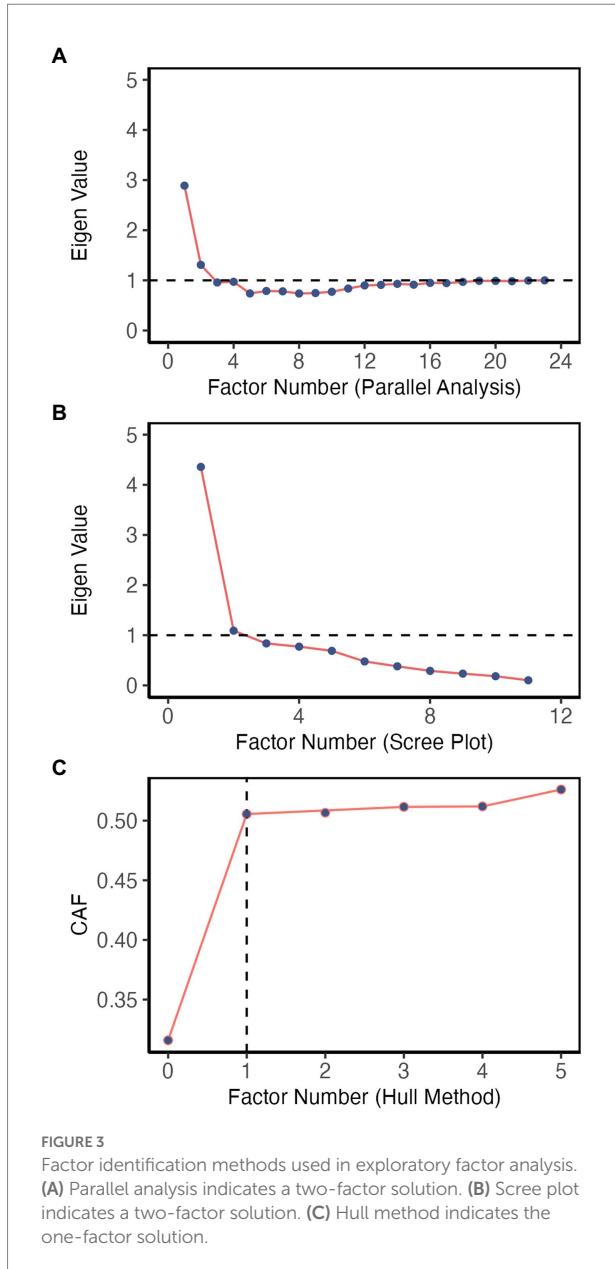 A
5
4
3
2
1
0
Eigen Value
0 4 8 12 16 20 24
Factor Number (Parallel Analysis)
B
5
4
3
2
1
0
Eigen Value
0 4 8 12
Factor Number (Scree Plot)
C
0.50
0.45
0.40
0.35
CAF
0 1 2 3 4 5
Factor Number (Hull Method)
FIGURE 3
Factor identification methods used in exploratory factor analysis.
(A) Parallel analysis indicates a two-factor solution. (B) Scree plot
indicates a two-factor solution. (C) Hull method indicates the
one-factor solution.